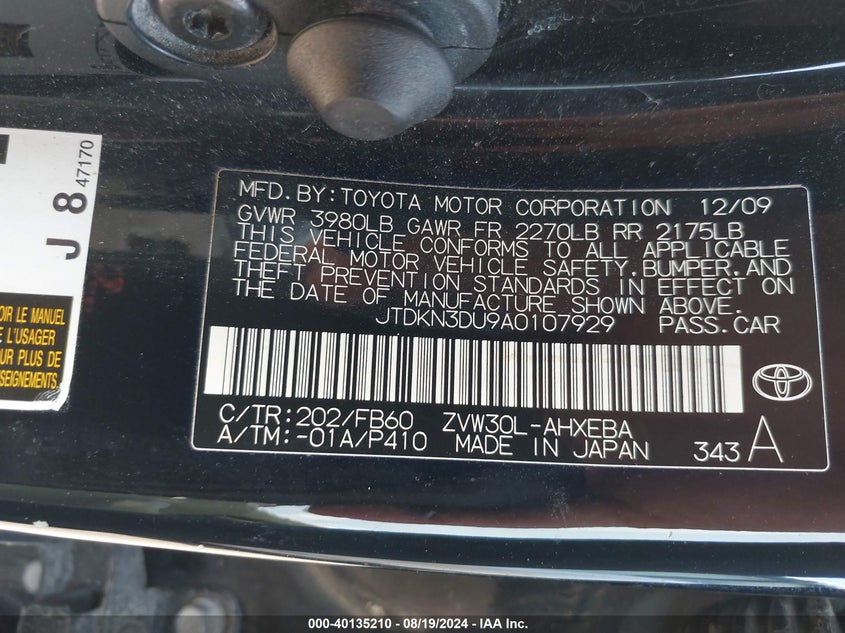 J 8 47170
OIR LE MANUEL
E L'USAGER
UR PLUS DE
SEIGNEMENTS.
MFD. BY: TOYOTA MOTOR CORPORATION 12/09
GVWR 3980LB GAWR FR 2270LB RR 2175LB
THIS VEHICLE CONFORMS TO ALL APPLICABLE
FEDERAL MOTOR VEHICLE SAFETY, BUMPER, AND
THEFT PREVENTION STANDARDS IN EFFECT ON
THE DATE OF MANUFACTURE SHOWN ABOVE.
JTDKN3DU9A0107929 PASS. CAR
C/TR: 202/FB60 ZVW30L-AHXEBA
A/TM: -01A/P410 MADE IN JAPAN 343 A
000-40135210 - 08/19/2024 - IAA Inc.